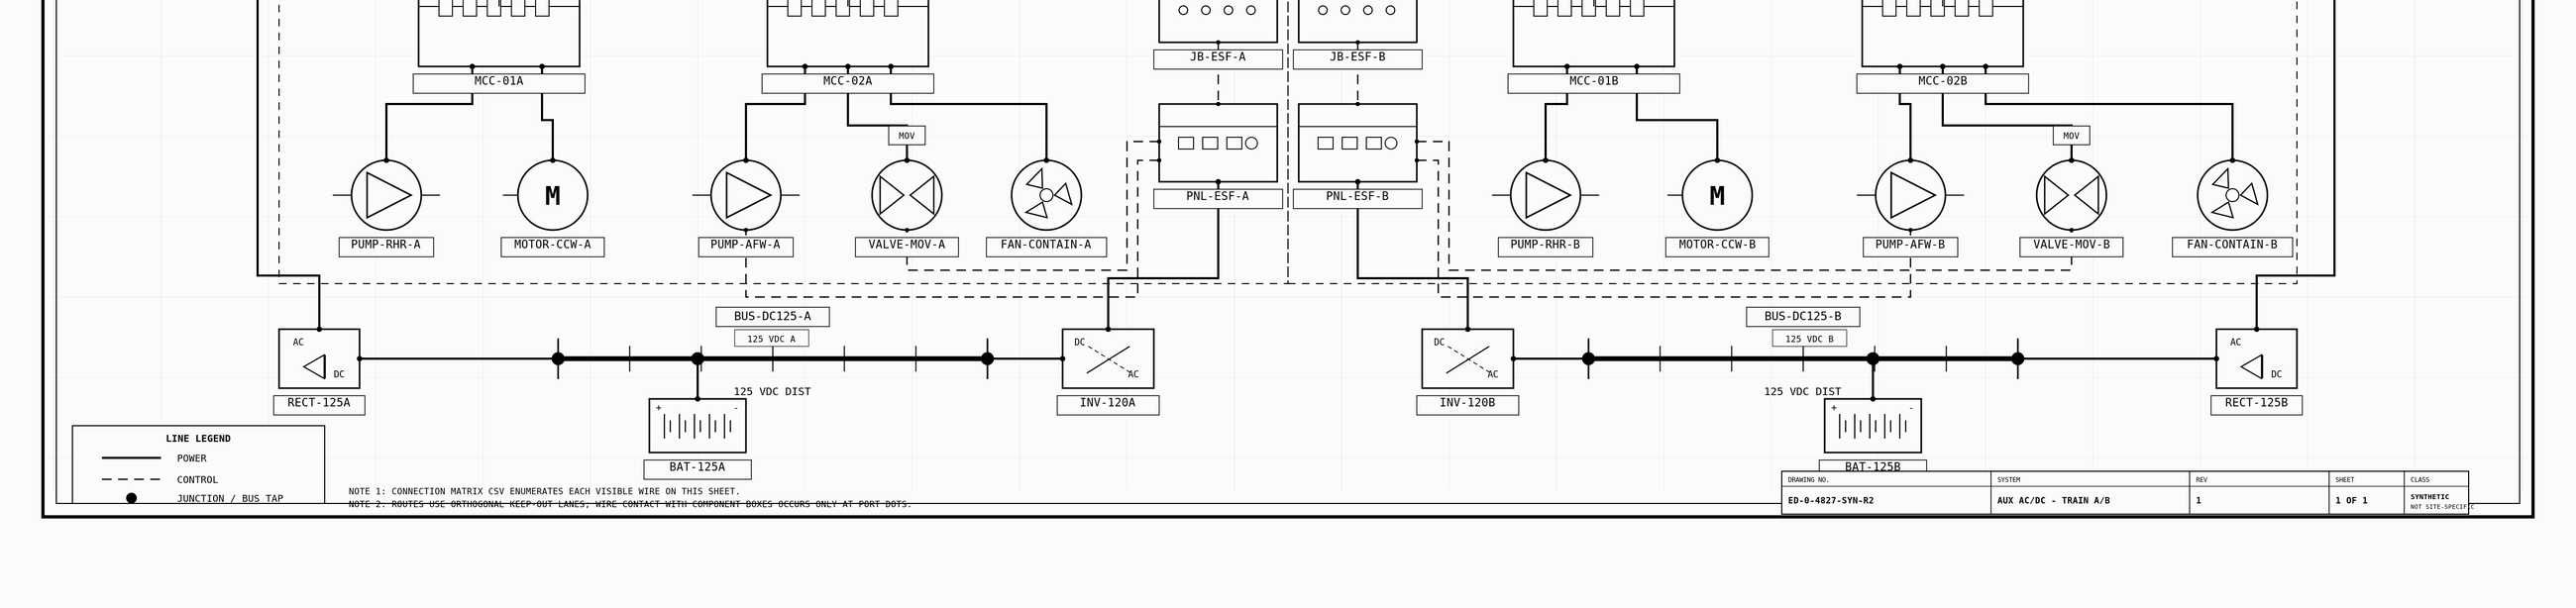 JB-ESF-A
JB-ESF-B
MCC-01A
MCC-02A
MCC-01B
MCC-02B
MOV
MOV
M
M
PNL-ESF-A
PNL-ESF-B
PUMP-RHR-A
MOTOR-CCW-A
PUMP-AFW-A
VALVE-MOV-A
FAN-CONTAIN-A
PUMP-RHR-B
MOTOR-CCW-B
PUMP-AFW-B
VALVE-MOV-B
FAN-CONTAIN-B
BUS-DC125-A
BUS-DC125-B
125 VDC A
125 VDC B
AC
DC
DC
AC
DC
AC
AC
DC
125 VDC DIST
125 VDC DIST
RECT-125A
INV-120A
INV-120B
RECT-125B
+ -
+ -
BAT-125A
BAT-125B
LINE LEGEND
POWER
CONTROL
JUNCTION / BUS TAP
NOTE 1: CONNECTION MATRIX CSV ENUMERATES EACH VISIBLE WIRE ON THIS SHEET.
NOTE 2: ROUTES USE ORTHOGONAL KEEP-OUT LANES, WIRE CONTACT WITH COMPONENT BOXES OCCURS ONLY AT PORT DOTS.
DRAWING NO.
ED-0-4827-SYN-R2
SYSTEM
AUX AC/DC - TRAIN A/B
REV
1
SHEET
1 OF 1
CLASS
SYNTHETIC
NOT SITE-SPECIFIC